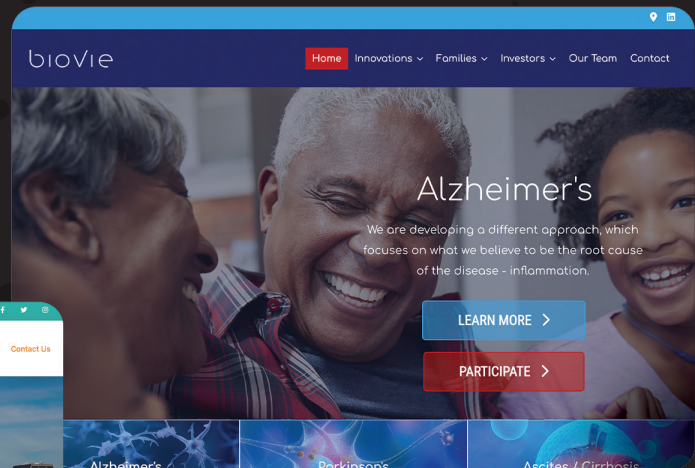 biovie
Home Innovations Families Investors Our Team Contact
Alzheimer's
We are developing a different approach, which
focuses on what we believe to be the root cause
of the disease - inflammation.
LEARN MORE
PARTICIPATE
Contact Us
Alzheimer's Parkinson's Ascites / Cirrhosis